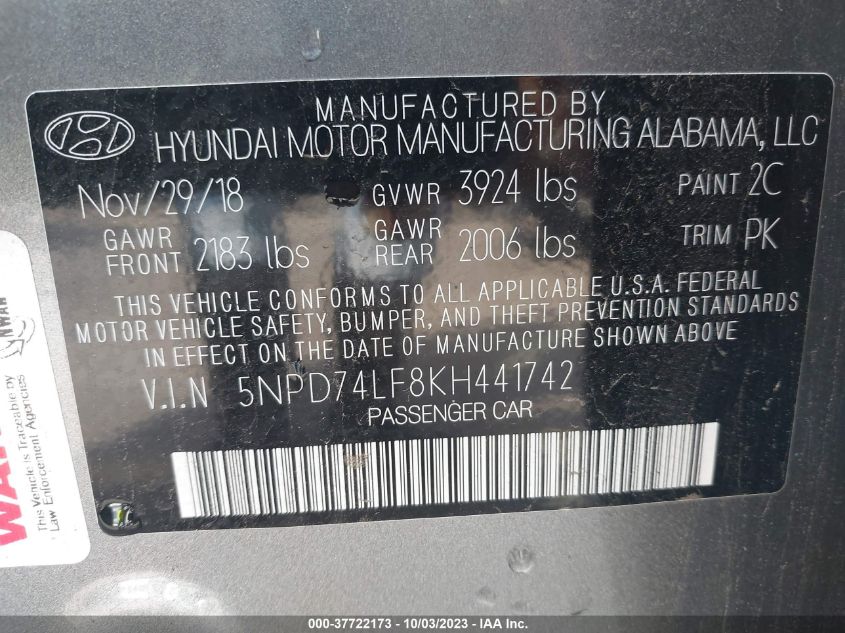 MANUFACTURED BY
HYUNDAI MOTOR MANUFACTURING ALABAMA, LLC
Nov/29/18 GVWR 3924 lbs PAINT 2C
GAWR FRONT 2183 lbs GAWR REAR 2006 lbs TRIM PK
THIS VEHICLE CONFORMS TO ALL APPLICABLE U.S.A. FEDERAL
MOTOR VEHICLE SAFETY, BUMPER, AND THEFT PREVENTION STANDARDS
IN EFFECT ON THE DATE OF MANUFACTURE SHOWN ABOVE
V.I.N 5NPD74LF8KH441742
PASSENGER CAR
This Vehicle is Traceable by
Law Enforcement Agencies
000-37722173 - 10/03/2023 - IAA Inc.